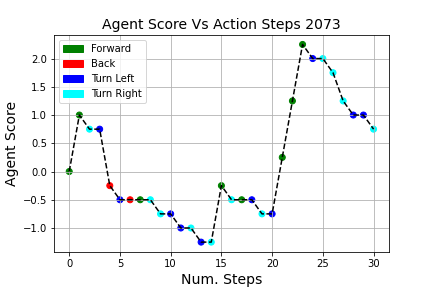 Agent Score Vs Action Steps 2073
Forward
Back
Turn Left
Turn Right
Agent Score
2.0
1.5
1.0
0.5
0.0
−0.5
−1.0
0 5 10 15 20 25 30
Num. Steps